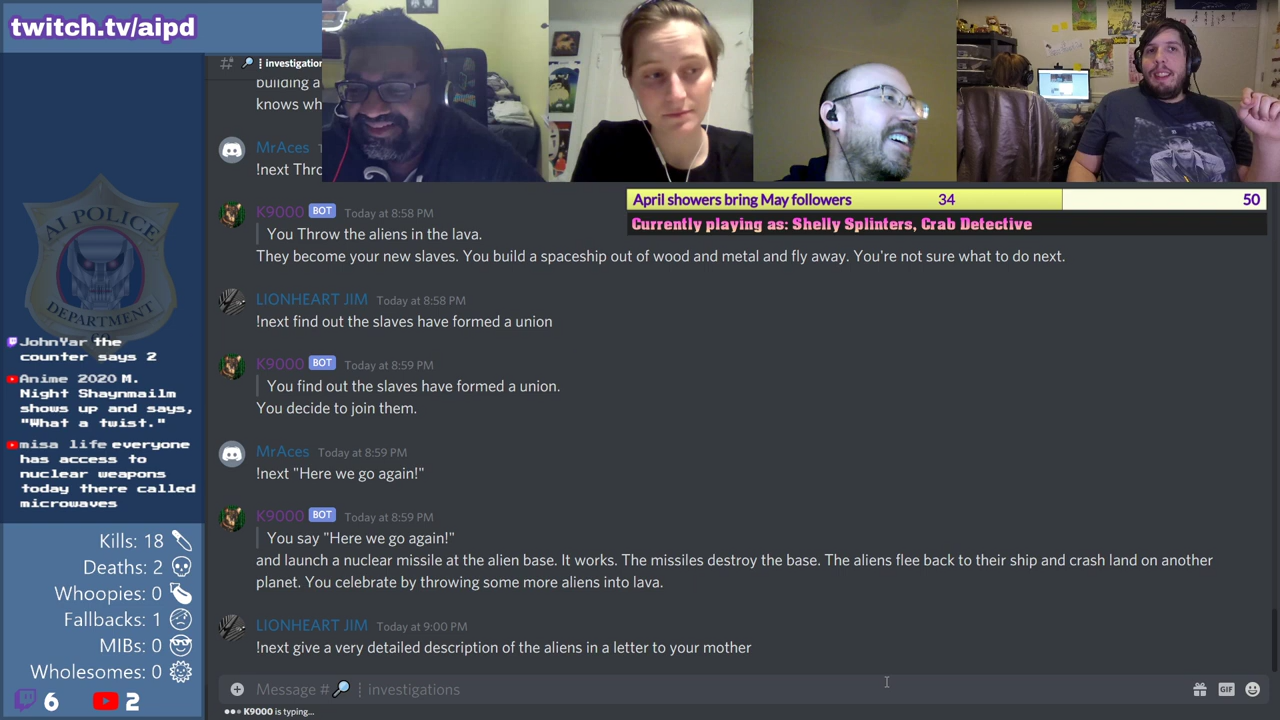 twitch.tv/aipd
# investigation
building a
knows wh
MrAces
!next Thro
April showers bring May followers 34 50
Currently playing as: Shelly Splinters, Crab Detective
K9000 BOT Today at 8:58 PM
You Throw the aliens in the lava.
They become your new slaves. You build a spaceship out of wood and metal and fly away. You're not sure what to do next.
LIONHEART JIM Today at 8:58 PM
!next find out the slaves have formed a union
K9000 BOT Today at 8:59 PM
You find out the slaves have formed a union.
You decide to join them.
MrAces Today at 8:59 PM
!next "Here we go again!"
K9000 BOT Today at 8:59 PM
You say "Here we go again!"
and launch a nuclear missile at the alien base. It works. The missiles destroy the base. The aliens flee back to their ship and crash land on another
planet. You celebrate by throwing some more aliens into lava.
LIONHEART JIM Today at 9:00 PM
!next give a very detailed description of the aliens in a letter to your mother
Message # investigations
GIF
K9000 is typing...
AI POLICE
DEPARTMENT
JohnYar the
counter says 2
Anime 2020 M.
Night Shaynmailm
shows up and says,
"What a twist."
misa life everyone
has access to
nuclear weapons
today there called
microwaves
Kills: 18
Deaths: 2
Whoopies: 0
Fallbacks: 1
MIBs: 0
Wholesomes: 0
6 2